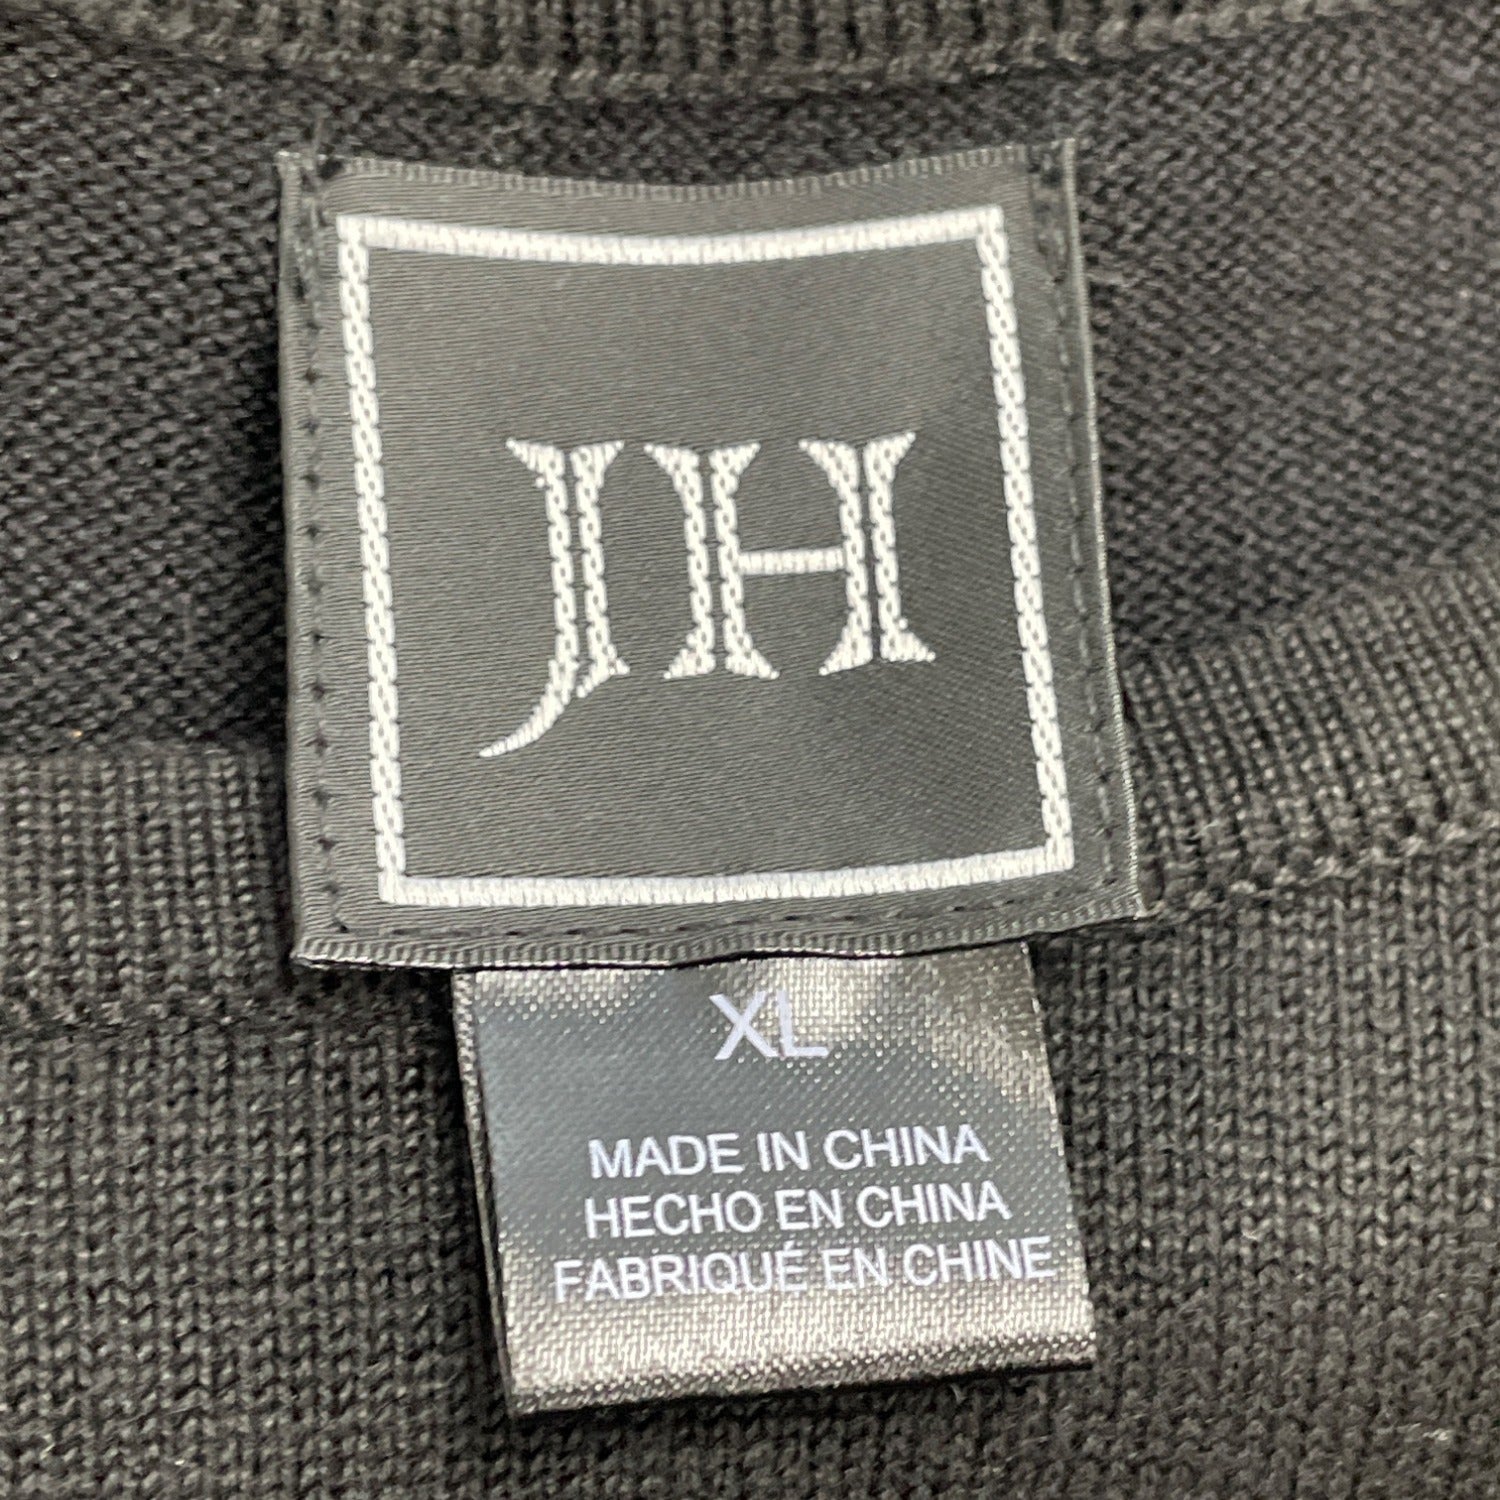 JH
XL
MADE IN CHINA
HECHO EN CHINA
FABRIQUÉ EN CHINE